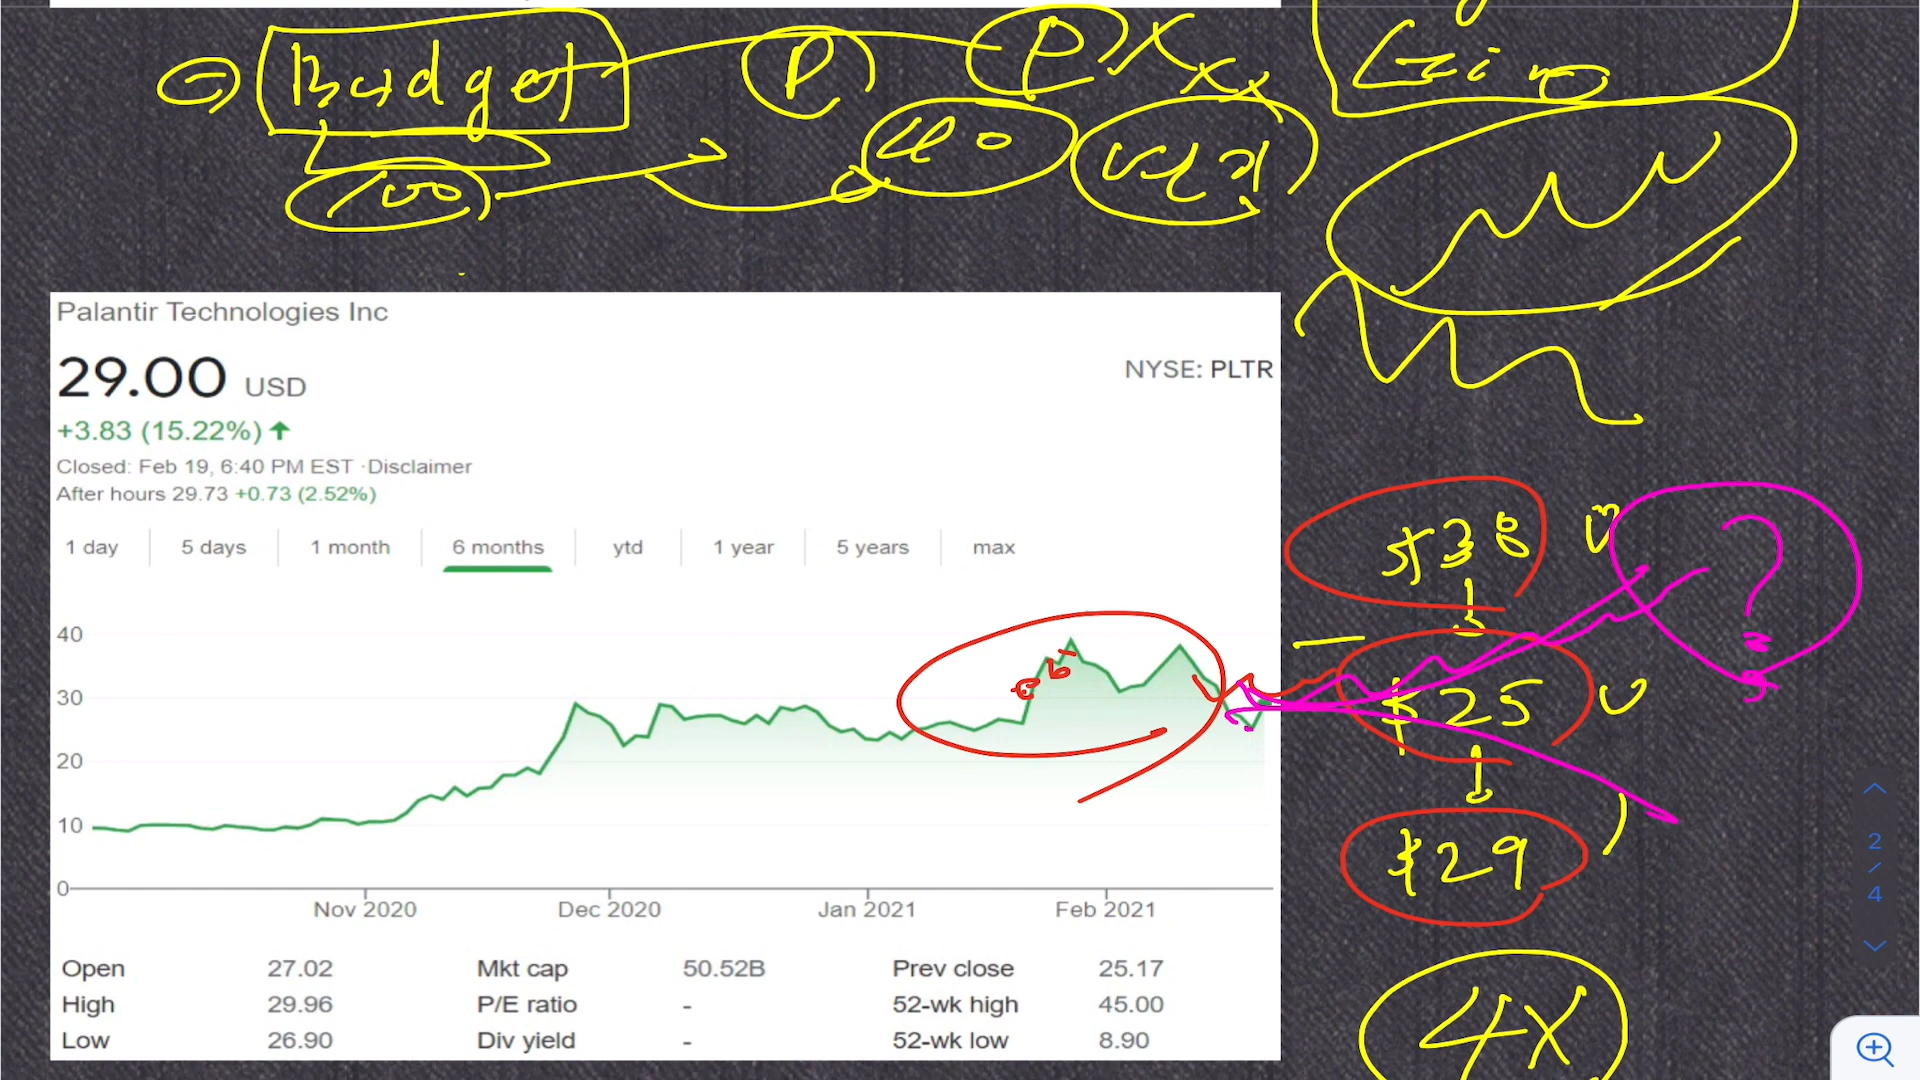 Budget P P X X X
100 40
Palantir Technologies Inc
29.00 USD NYSE: PLTR
+3.83 (15.22%)
Closed: Feb 19, 6:40 PM EST ·Disclaimer
After hours 29.73 +0.73 (2.52%)
1 day 5 days 1 month 6 months ytd 1 year 5 years max
$38
?
40
30
20
10
0
$25
$29
Nov 2020 Dec 2020 Jan 2021 Feb 2021
Open 27.02 Mkt cap 50.52B Prev close 25.17
High 29.96 P/E ratio - 52-wk high 45.00
Low 26.90 Div yield - 52-wk low 8.90
4X
2
/
4